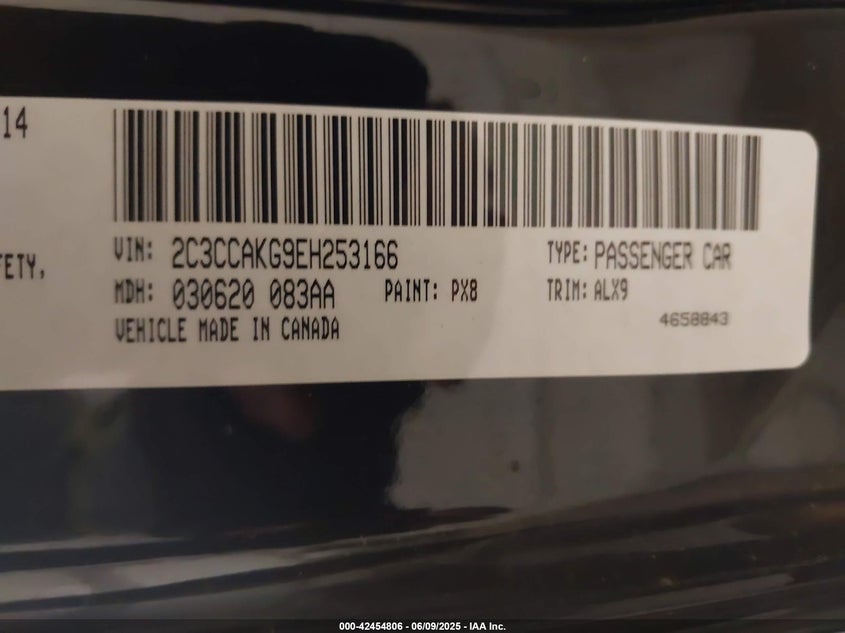 14
VIN: 2C3CCAKG9EH253166 TYPE: PASSENGER CAR
FETY,
MDH: 030620 083AA PAINT: PX8 TRIM: ALX9
VEHICLE MADE IN CANADA 4658843
000-42454806 - 06/09/2025 - IAA Inc.